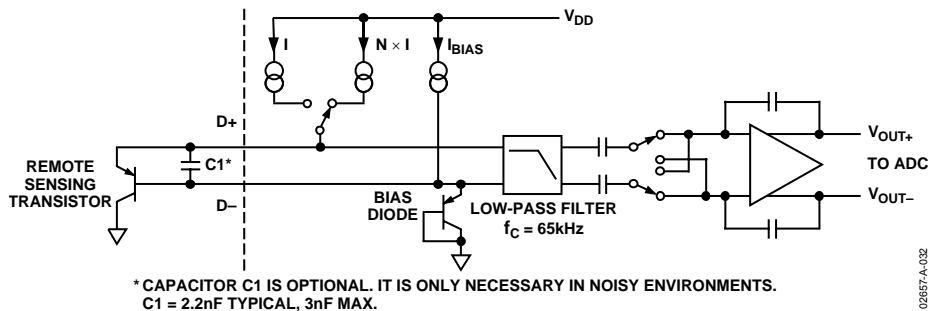 V_DD
I
N × I
I_BIAS
D+
C1*
REMOTE
SENSING
TRANSISTOR
D–
BIAS
DIODE
LOW-PASS FILTER
f_C = 65kHz
V_OUT+
TO ADC
V_OUT–
* CAPACITOR C1 IS OPTIONAL. IT IS ONLY NECESSARY IN NOISY ENVIRONMENTS.
C1 = 2.2nF TYPICAL, 3nF MAX.
02657-A-032